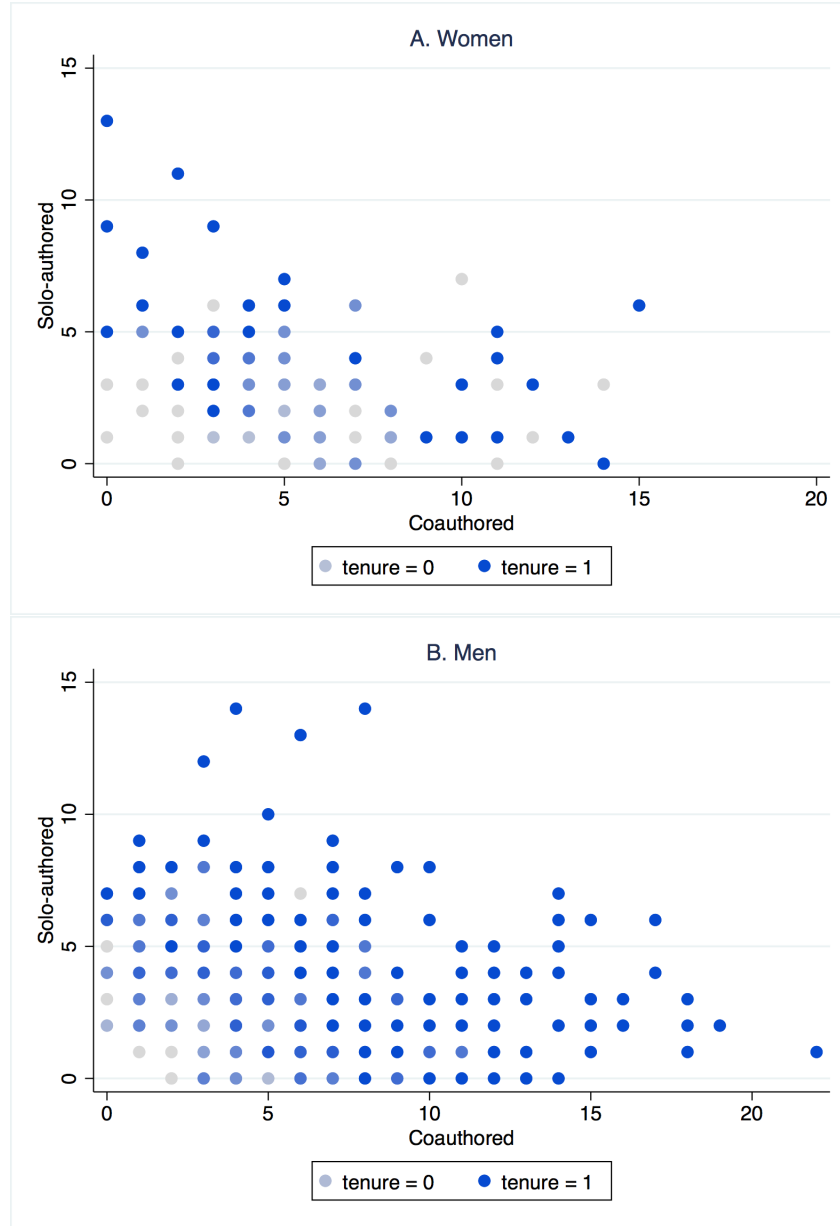 A. Women
15
10
5
0
Solo-authored
0 5 10 15 20
Coauthored
tenure = 0 tenure = 1
B. Men
15
10
5
0
Solo-authored
0 5 10 15 20
Coauthored
tenure = 0 tenure = 1